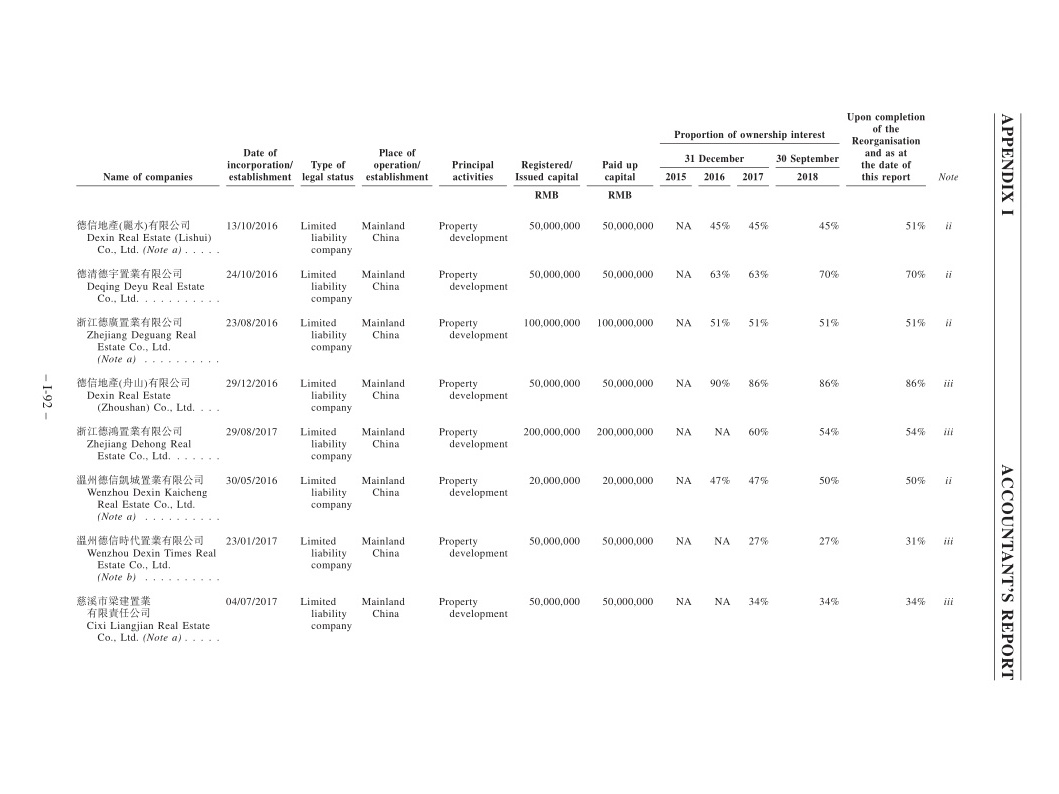 APPENDIX I
ACCOUNTANT'S REPORT
Upon completion
of the
Reorganisation
and as at
the date of
this report
Proportion of ownership interest
31 December
30 September
Date of
incorporation/
establishment
Type of
legal status
Place of
operation/
establishment
Principal
activities
Registered/
Issued capital
Paid up
capital
Name of companies
2015 2016 2017 2018 Note
RMB RMB
德信地產(麗水)有限公司 13/10/2016 Limited Mainland Property 50,000,000 50,000,000 NA 45% 45% 45% 51% ii
Dexin Real Estate (Lishui) liability China development
Co., Ltd. (Note a) . . . . . company
德清德宇置業有限公司 24/10/2016 Limited Mainland Property 50,000,000 50,000,000 NA 63% 63% 70% 70% ii
Deqing Deyu Real Estate liability China development
Co., Ltd. . . . . . . . . . . . company
浙江德廣置業有限公司 23/08/2016 Limited Mainland Property 100,000,000 100,000,000 NA 51% 51% 51% 51% ii
Zhejiang Deguang Real liability China development
Estate Co., Ltd. company
(Note a) . . . . . . . . . .
德信地產(舟山)有限公司 29/12/2016 Limited Mainland Property 50,000,000 50,000,000 NA 90% 86% 86% 86% iii
Dexin Real Estate liability China development
(Zhoushan) Co., Ltd. . . . company
浙江德鴻置業有限公司 29/08/2017 Limited Mainland Property 200,000,000 200,000,000 NA NA 60% 54% 54% iii
Zhejiang Dehong Real liability China development
Estate Co., Ltd. . . . . . . company
溫州德信凱城置業有限公司 30/05/2016 Limited Mainland Property 20,000,000 20,000,000 NA 47% 47% 50% 50% ii
Wenzhou Dexin Kaicheng liability China development
Real Estate Co., Ltd. company
(Note a) . . . . . . . . . .
溫州德信時代置業有限公司 23/01/2017 Limited Mainland Property 50,000,000 50,000,000 NA NA 27% 27% 31% iii
Wenzhou Dexin Times Real liability China development
Estate Co., Ltd. company
(Note b) . . . . . . . . . .
慈溪市梁建置業 04/07/2017 Limited Mainland Property 50,000,000 50,000,000 NA NA 34% 34% 34% iii
有限責任公司 liability China development
Cixi Liangjian Real Estate company
Co., Ltd. (Note a) . . . . .
– I-92 –